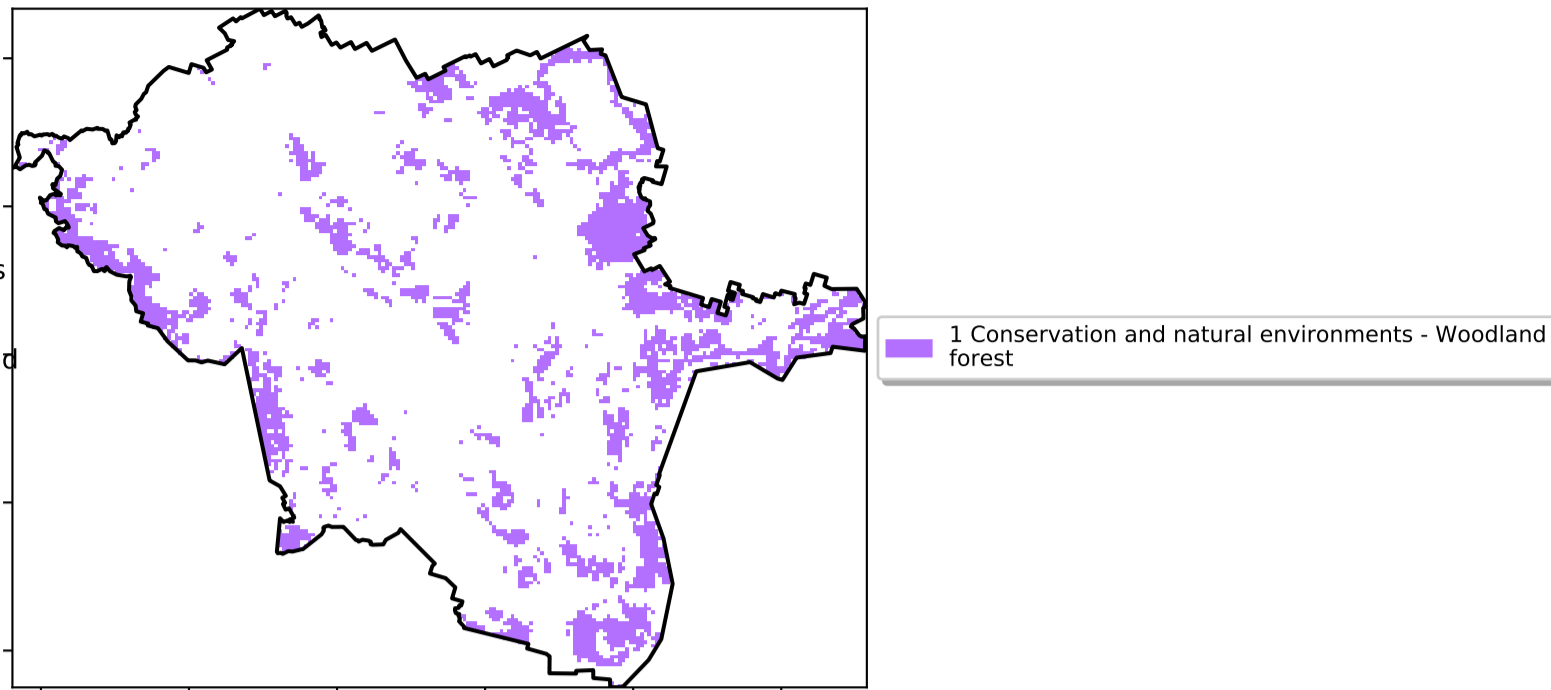 s
d
1 Conservation and natural environments - Woodland
forest